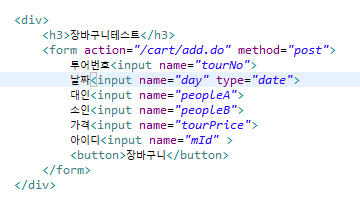 <div>
<h3>장바구니테스트</h3>
<form action="/cart/add.do" method="post">
투어번호<input name="tourNo">
날짜<input name="day" type="date">
대인<input name="peopleA">
소인<input name="peopleB">
가격<input name="tourPrice">
아이디<input name="mId" >
<button>장바구니</button>
</form>
</div>